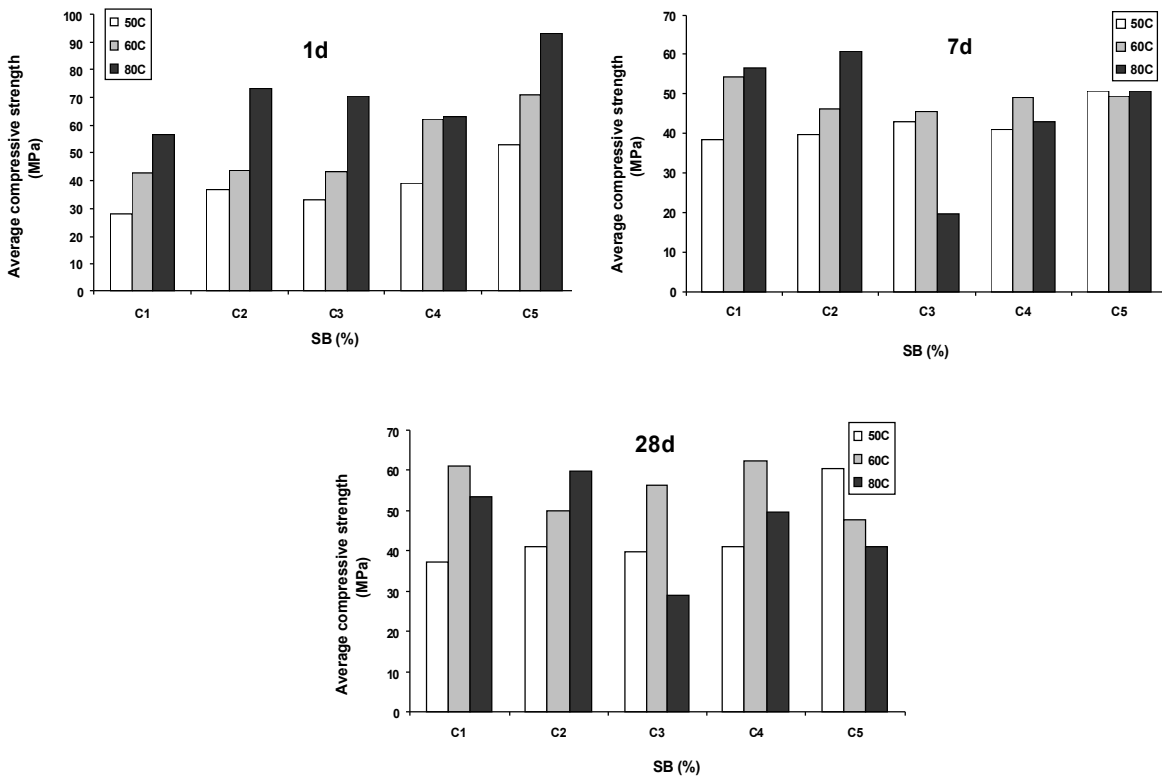 100
90
80
70
60
50
40
30
20
10
0
Average compressive strength
(MPa)
1d
50C
60C
80C
C1 C2 C3 C4 C5
SB (%)
70
60
50
40
30
20
10
0
Average compressive strength
(MPa)
7d
50C
60C
80C
C1 C2 C3 C4 C5
SB (%)
70
60
50
40
30
20
10
0
Average compressive strength
(MPa)
28d
50C
60C
80C
C1 C2 C3 C4 C5
SB (%)